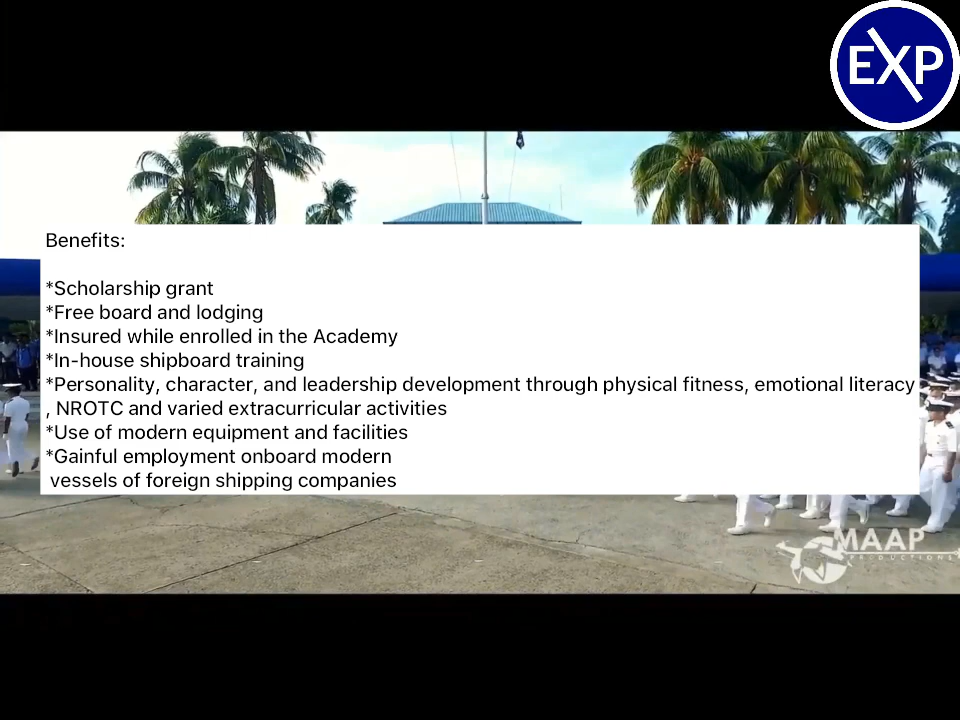 EXP
Benefits:
*Scholarship grant
*Free board and lodging
*Insured while enrolled in the Academy
*In-house shipboard training
*Personality, character, and leadership development through physical fitness, emotional literacy
, NROTC and varied extracurricular activities
*Use of modern equipment and facilities
*Gainful employment onboard modern
vessels of foreign shipping companies
MAAP
PRODUCTIONS